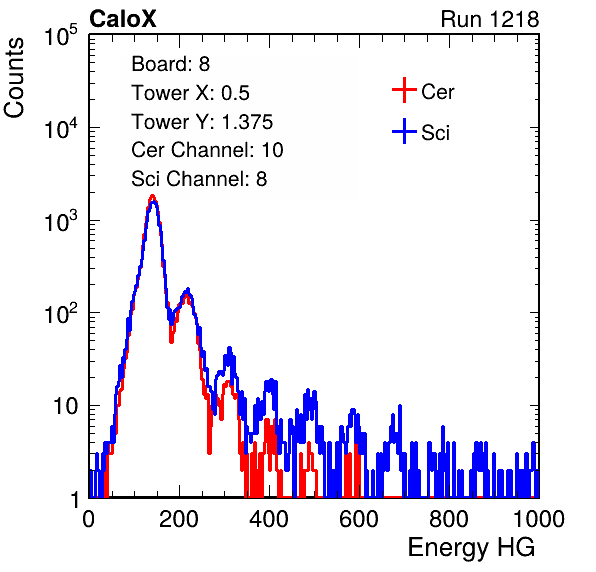 CaloX Run 1218
Counts
Board: 8
Tower X: 0.5
Tower Y: 1.375
Cer Channel: 10
Sci Channel: 8
Cer
Sci
10^5
10^4
10^3
10^2
10
1
0 200 400 600 800 1000
Energy HG